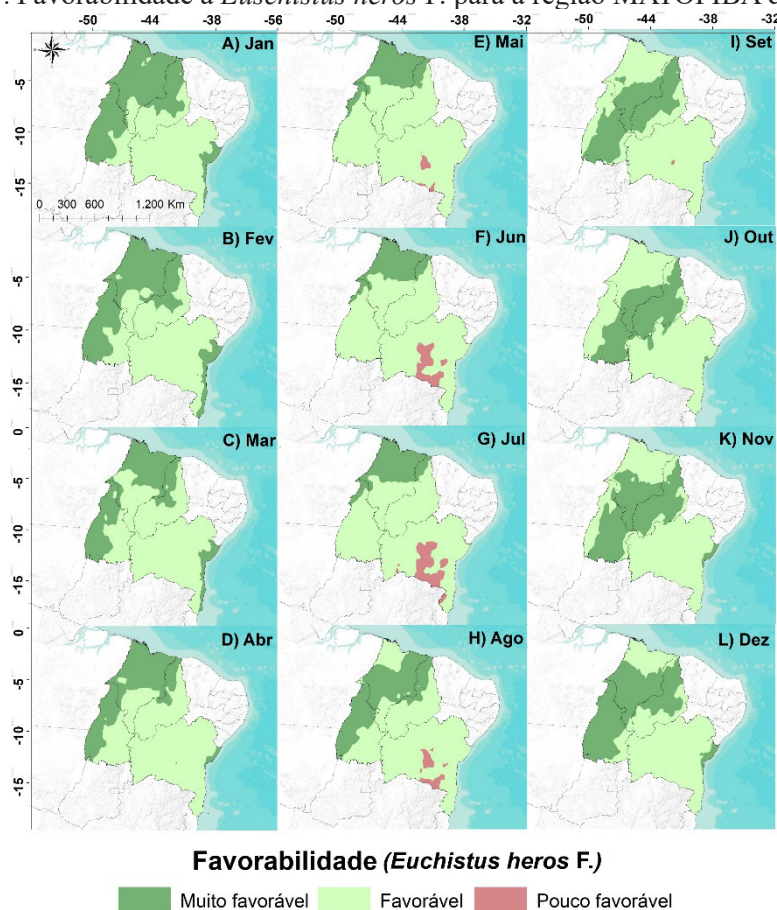 . Favorabilidade à Euschistus heros F. para a região MATOPIBA
-50 -44 -38 -32 -56 -50 -44 -38 -32 -56 -50 -44 -38 -32
A) Jan E) Mai I) Set
-5
-10
-15
0 300 600 1.200 Km
B) Fev F) Jun J) Out
-5
-10
-15
0
C) Mar G) Jul K) Nov
-5
-10
-15
0
D) Abr H) Ago L) Dez
-5
-10
-15
Favorabilidade (Euchistus heros F.)
Muito favorável Favorável Pouco favorável